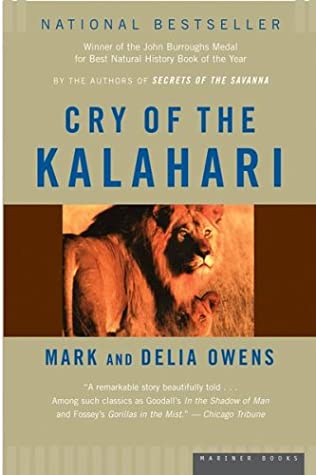 NATIONAL BESTSELLER
Winner of the John Burroughs Medal
for Best Natural History Book of the Year
BY THE AUTHORS OF SECRETS OF THE SAVANNA
CRY OF THE
KALAHARI
MARK AND DELIA OWENS
"A remarkable story beautifully told . . .
Among such classics as Goodall's In the Shadow of Man
and Fossey's Gorillas in the Mist." — Chicago Tribune
MARINER BOOKS